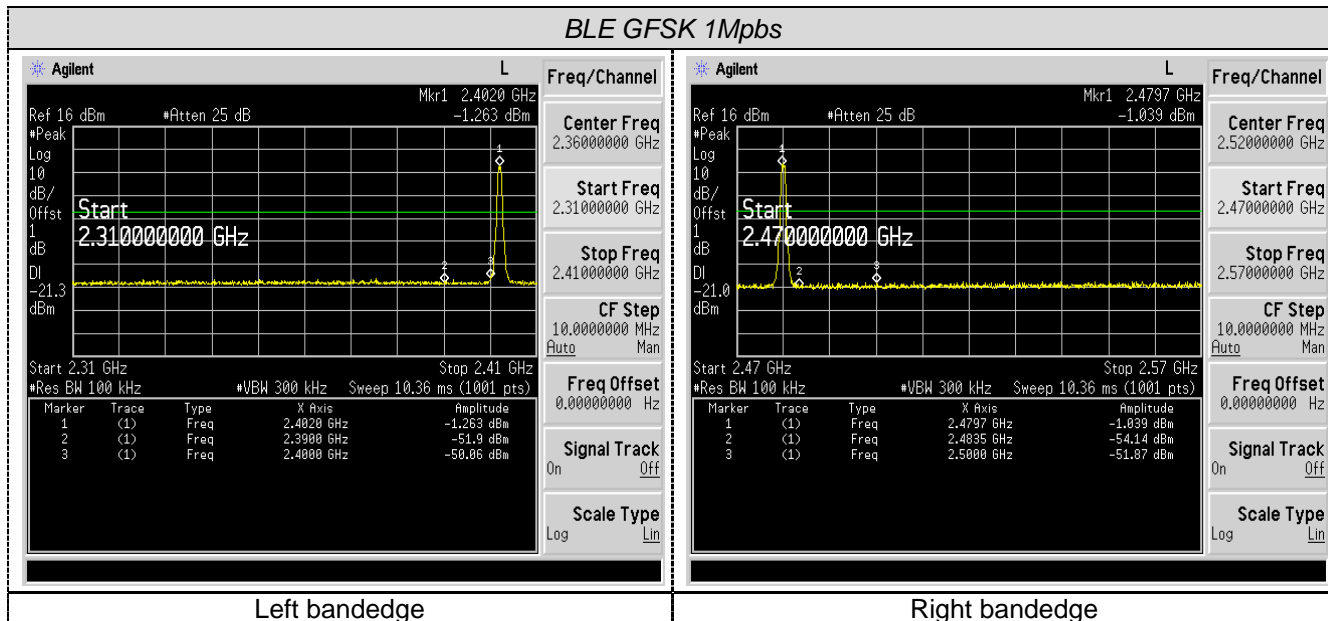 BLE GFSK 1Mpbs
Agilent
L
Mkr1 2.4020 GHz
Ref 16 dBm #Atten 25 dB -1.263 dBm
#Peak
Log
10
dB/
Offst
1
dB
DI
-21.3
dBm
1
2
3
Start
2.310000000 GHz
Start 2.31 GHz Stop 2.41 GHz
#Res BW 100 kHz #VBW 300 kHz Sweep 10.36 ms (1001 pts)
Marker Trace Type X Axis Amplitude
1 (1) Freq 2.4020 GHz -1.263 dBm
2 (1) Freq 2.3900 GHz -51.9 dBm
3 (1) Freq 2.4000 GHz -50.06 dBm
Freq/Channel
Center Freq
2.36000000 GHz
Start Freq
2.31000000 GHz
Stop Freq
2.41000000 GHz
CF Step
10.0000000 MHz
Auto Man
Freq Offset
0.00000000 Hz
Signal Track
On Off
Scale Type
Log Lin
Left bandedge
Agilent
L
Mkr1 2.4797 GHz
Ref 16 dBm #Atten 25 dB -1.039 dBm
#Peak
Log
10
dB/
Offst
1
dB
DI
-21.0
dBm
1
2
3
Start
2.470000000 GHz
Start 2.47 GHz Stop 2.57 GHz
#Res BW 100 kHz #VBW 300 kHz Sweep 10.36 ms (1001 pts)
Marker Trace Type X Axis Amplitude
1 (1) Freq 2.4797 GHz -1.039 dBm
2 (1) Freq 2.4835 GHz -54.14 dBm
3 (1) Freq 2.5000 GHz -51.87 dBm
Freq/Channel
Center Freq
2.52000000 GHz
Start Freq
2.47000000 GHz
Stop Freq
2.57000000 GHz
CF Step
10.0000000 MHz
Auto Man
Freq Offset
0.00000000 Hz
Signal Track
On Off
Scale Type
Log Lin
Right bandedge